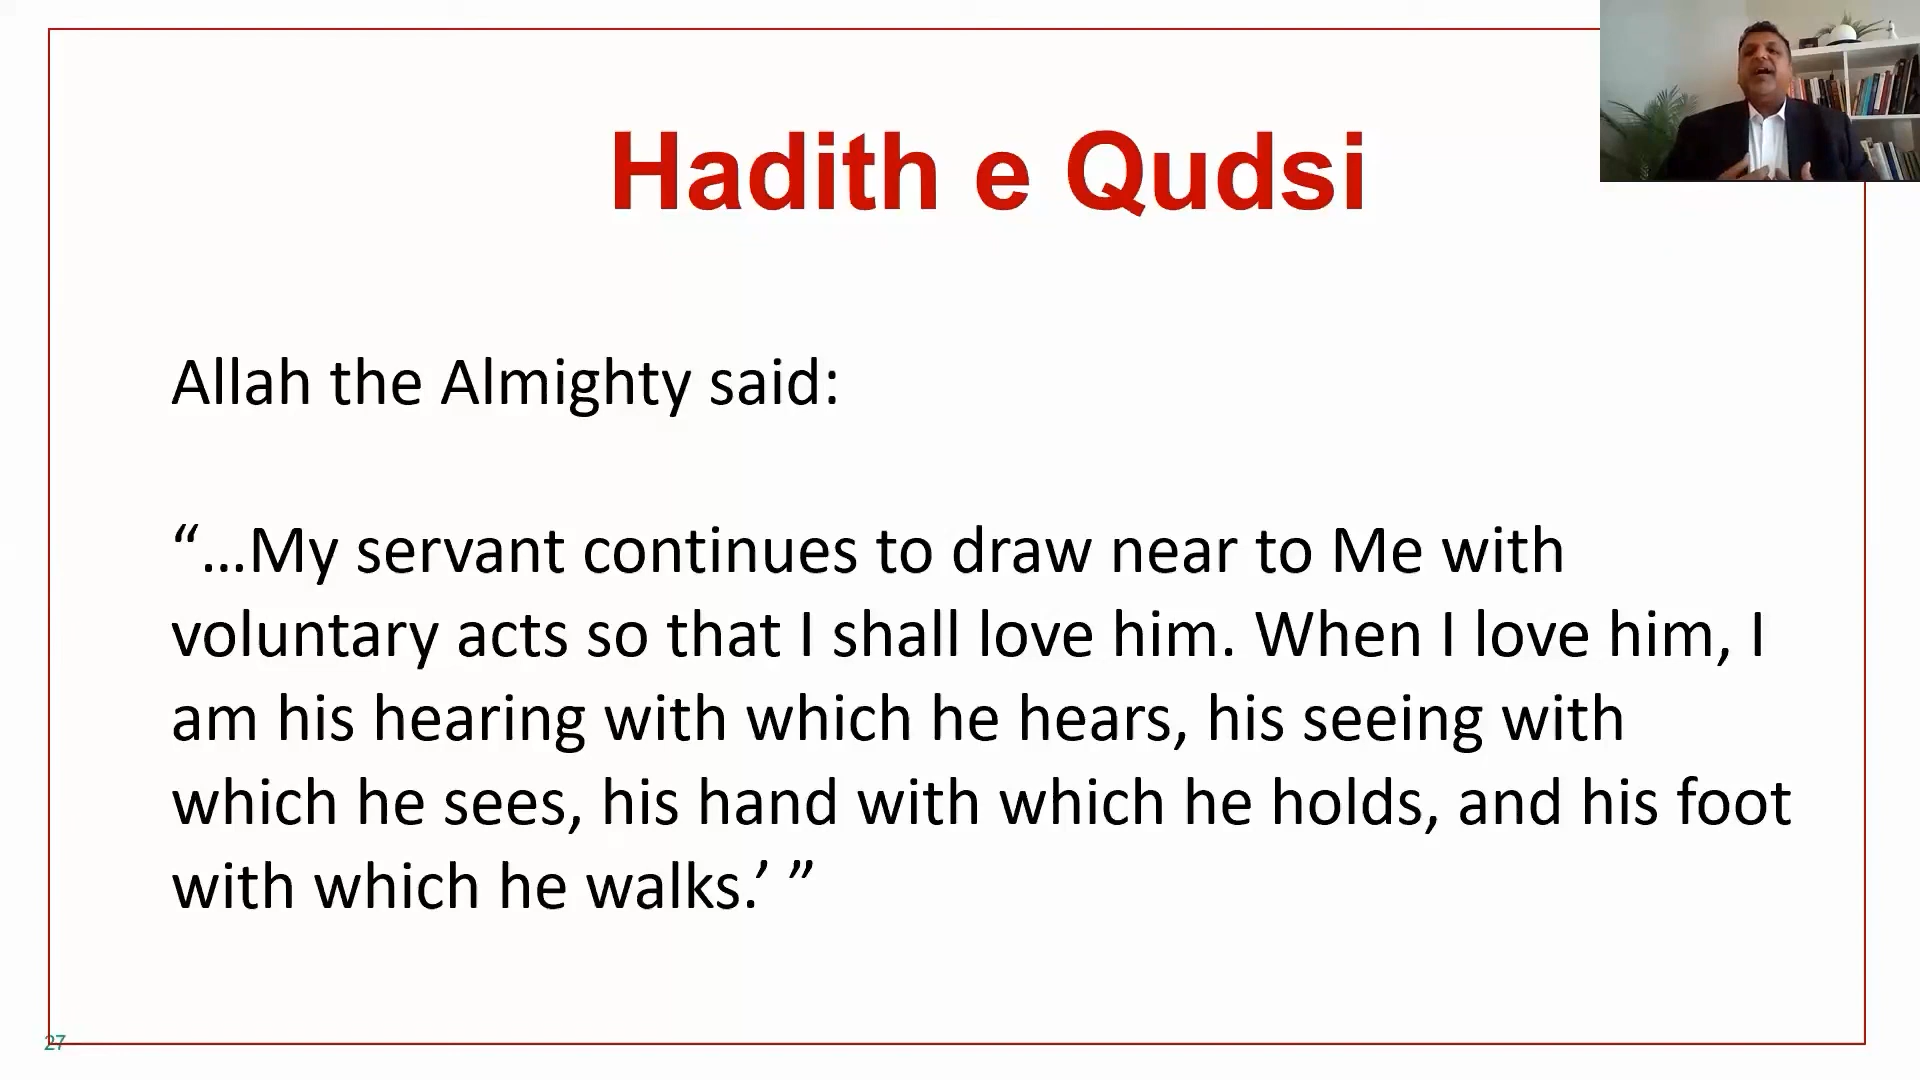 Hadith e Qudsi
Allah the Almighty said:
“…My servant continues to draw near to Me with
voluntary acts so that I shall love him. When I love him, I
am his hearing with which he hears, his seeing with
which he sees, his hand with which he holds, and his foot
with which he walks.’ ”
27